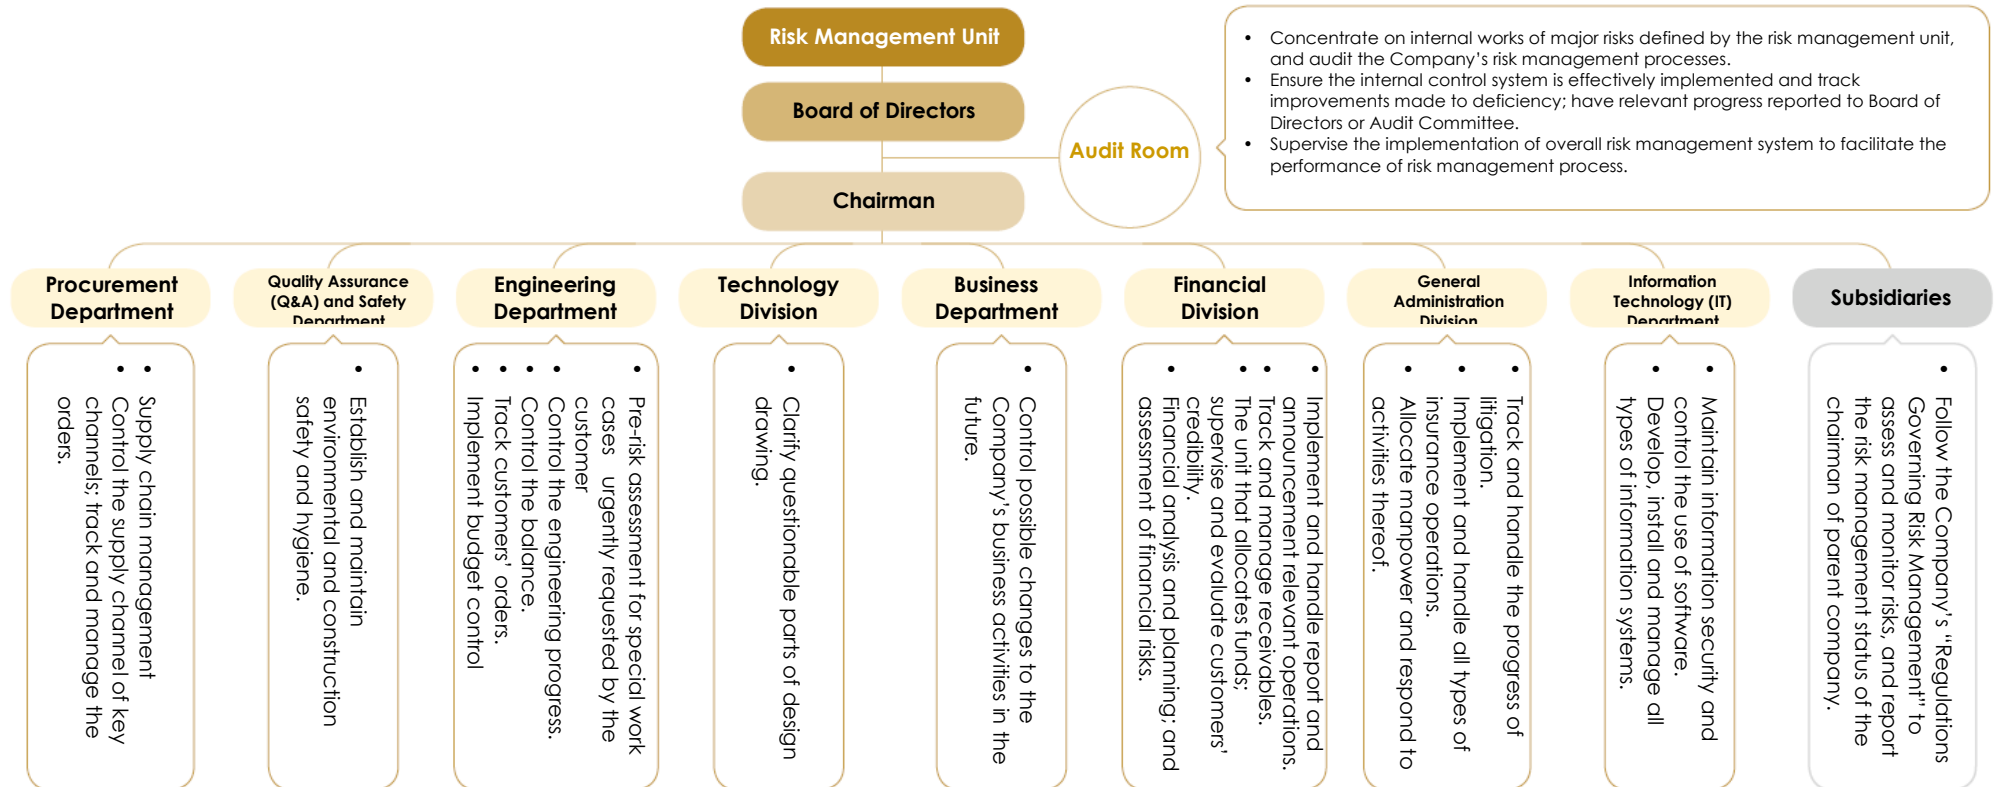 Risk Management Unit
Board of Directors
Audit Room
Chairman
• Concentrate on internal works of major risks defined by the risk management unit,
and audit the Company's risk management processes.
• Ensure the internal control system is effectively implemented and track
improvements made to deficiency; have relevant progress reported to Board of
Directors or Audit Committee.
• Supervise the implementation of overall risk management system to facilitate the
performance of risk management process.
Procurement
Department
• Supply chain management
• Control the supply channel of key
channels; track and manage the
orders.
Quality Assurance
(Q&A) and Safety
Department
• Establish and maintain
environmental and construction
safety and hygiene.
Engineering
Department
• Pre-risk assessment for special work
cases urgently requested by the
customer
• Control the engineering progress.
• Control the balance.
• Track customers' orders.
• Implement budget control
Technology
Division
• Clarify questionable parts of design
drawing.
Business
Department
• Control possible changes to the
Company's business activities in the
future.
Financial
Division
• Implement and handle report and
announcement relevant operations.
• Track and manage receivables.
• The unit that allocates funds;
supervise and evaluate customers'
credibility.
• Financial analysis and planning; and
assessment of financial risks.
General
Administration
Division
• Track and handle the progress of
litigation.
• Implement and handle all types of
insurance operations.
• Allocate manpower and respond to
activities thereof.
Information
Technology (IT)
Department
• Maintain information security and
control the use of software.
• Develop, install and manage all
types of information systems.
Subsidiaries
• Follow the Company's "Regulations
Governing Risk Management" to
assess and monitor risks, and report
the risk management status of the
chairman of parent company.